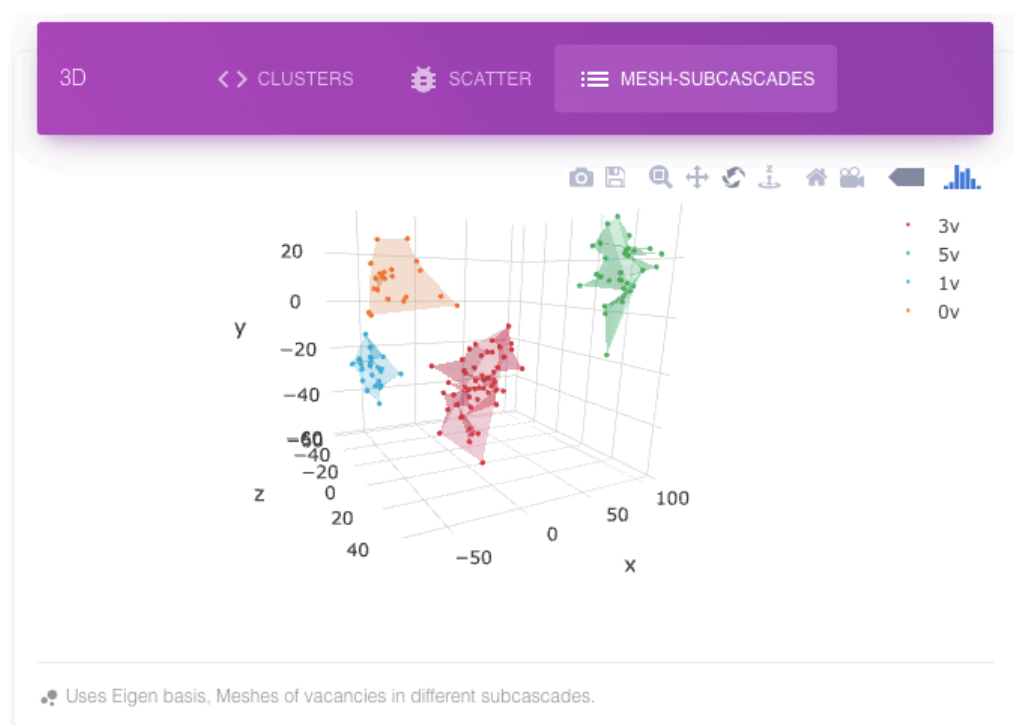 3D
CLUSTERS
SCATTER
MESH-SUBCASCADES
z
3v
5v
1v
0v
20
0
−20
−40
−60
y
−60
−40
−20
0
20
40
z
−50
0
50
100
x
Uses Eigen basis, Meshes of vacancies in different subcascades.